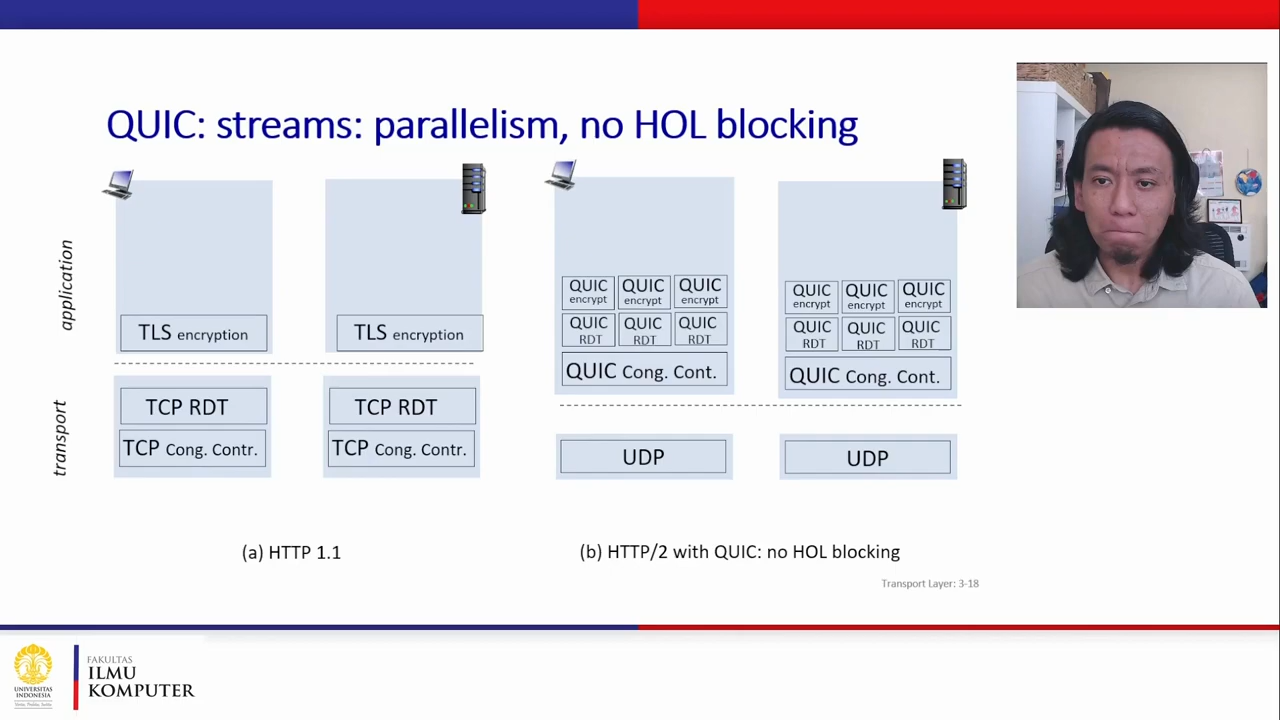 QUIC: streams: parallelism, no HOL blocking
application
TLS encryption
TLS encryption
transport
TCP RDT
TCP Cong. Contr.
TCP RDT
TCP Cong. Contr.
(a) HTTP 1.1
QUIC encrypt
QUIC encrypt
QUIC encrypt
QUIC RDT
QUIC RDT
QUIC RDT
QUIC Cong. Cont.
QUIC encrypt
QUIC encrypt
QUIC encrypt
QUIC RDT
QUIC RDT
QUIC RDT
QUIC Cong. Cont.
UDP
UDP
(b) HTTP/2 with QUIC: no HOL blocking
Transport Layer: 3-18
UNIVERSITAS
INDONESIA
FAKULTAS
ILMU
KOMPUTER